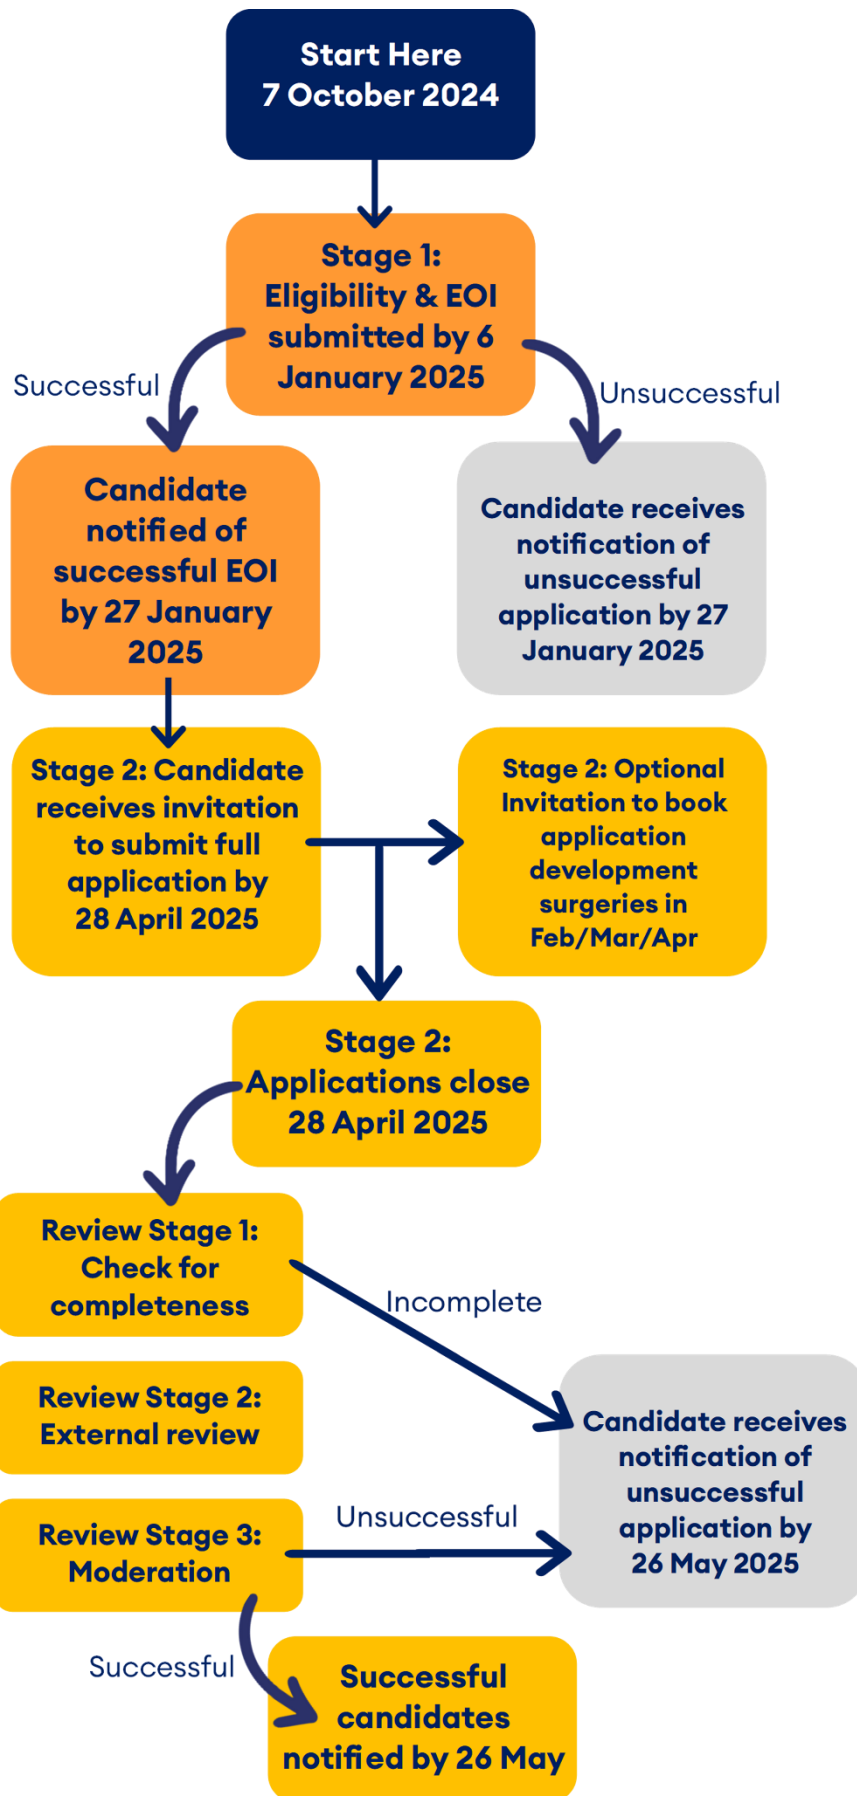 Start Here
7 October 2024
Stage 1:
Eligibility & EOI
submitted by 6
January 2025
Successful
Unsuccessful
Candidate
notified of
successful EOI
by 27 January
2025
Candidate receives
notification of
unsuccessful
application by 27
January 2025
Stage 2: Candidate
receives invitation
to submit full
application by
28 April 2025
Stage 2: Optional
Invitation to book
application
development
surgeries in
Feb/Mar/Apr
Stage 2:
Applications close
28 April 2025
Review Stage 1:
Check for
completeness
Incomplete
Review Stage 2:
External review
Candidate receives
notification of
unsuccessful
application by
26 May 2025
Review Stage 3:
Moderation
Unsuccessful
Successful
Successful
candidates
notified by 26 May